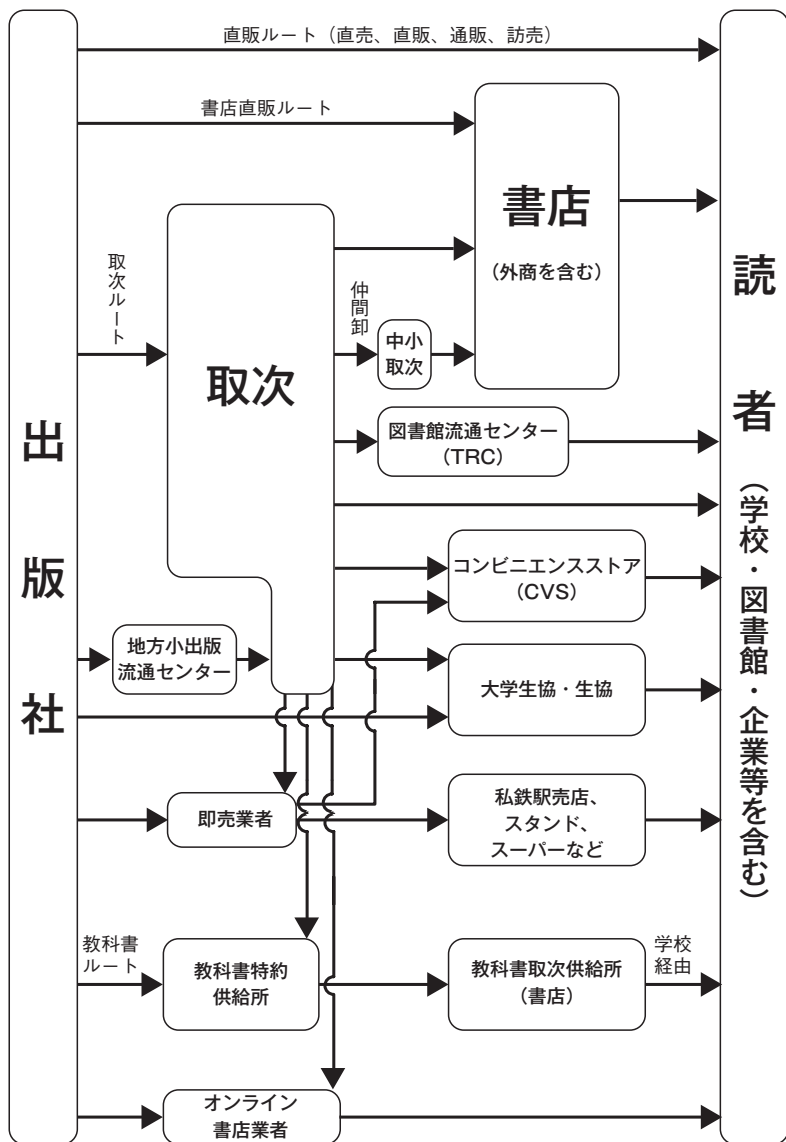 直販ルート（直売、直販、通販、訪売）
書店直販ルート
出版社
取次ルート
取次
書店
（外商を含む）
仲間卸
中小
取次
図書館流通センター
（TRC）
コンビニエンスストア
（CVS）
地方小出版
流通センター
大学生協・生協
即売業者
私鉄駅売店、
スタンド、
スーパーなど
教科書
ルート
教科書特約
供給所
教科書取次供給所
（書店）
学校
経由
オンライン
書店業者
読者（学校・図書館・企業等を含む）